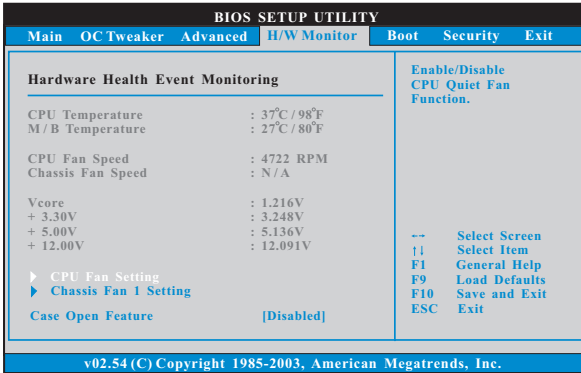 BIOS SETUP UTILITY
Main OC Tweaker Advanced H/W Monitor Boot Security Exit
Hardware Health Event Monitoring
CPU Temperature : 37°C / 98°F
M / B Temperature : 27°C / 80°F
CPU Fan Speed : 4722 RPM
Chassis Fan Speed : N / A
Vcore : 1.216V
+ 3.30V : 3.248V
+ 5.00V : 5.136V
+ 12.00V : 12.091V
CPU Fan Setting
Chassis Fan 1 Setting
Case Open Feature [Disabled]
Enable/Disable
CPU Quiet Fan
Function.
←→ Select Screen
↑↓ Select Item
F1 General Help
F9 Load Defaults
F10 Save and Exit
ESC Exit
v02.54 (C) Copyright 1985-2003, American Megatrends, Inc.